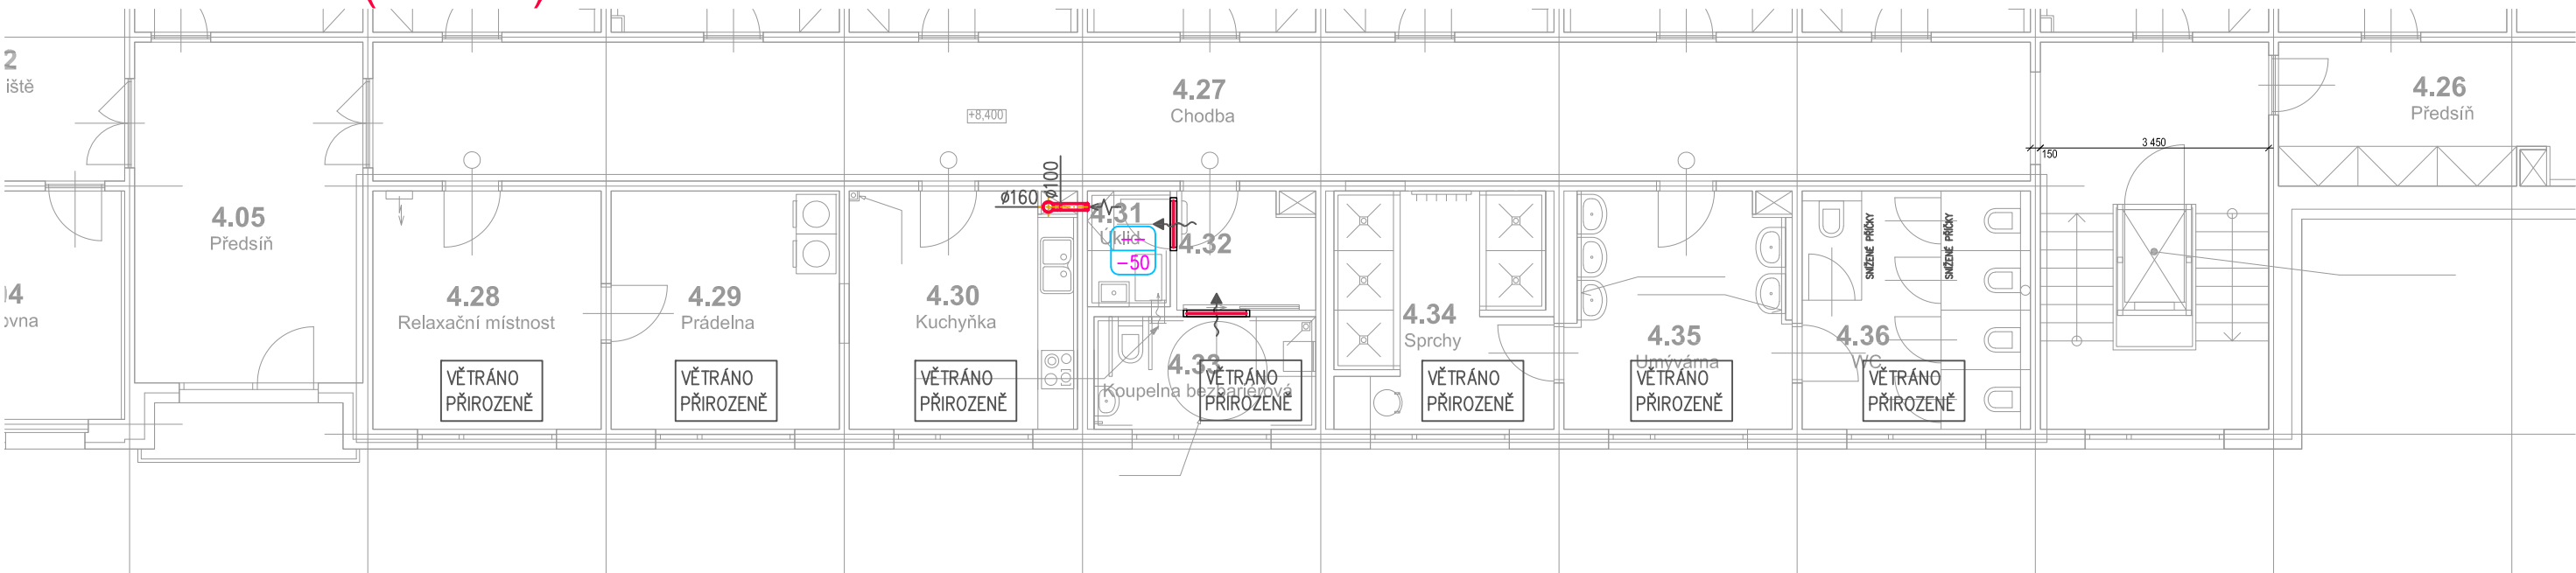 2
iště
4.27
Chodba
+8,400
4.26
Předsíň
3 450
150
4.05
Předsíň
ø160
ø100
4.31
Úklid
--
-50
4.32
SNÍŽENÉ PŘÍČKY
SNÍŽENÉ PŘÍČKY
04
ovna
4.28
Relaxační místnost
4.29
Prádelna
4.30
Kuchyňka
4.33
Koupelna bezbariérová
4.34
Sprchy
4.35
Umývárna
4.36
WC
VĚTRÁNO
PŘIROZENĚ
VĚTRÁNO
PŘIROZENĚ
VĚTRÁNO
PŘIROZENĚ
VĚTRÁNO
PŘIROZENĚ
VĚTRÁNO
PŘIROZENĚ
VĚTRÁNO
PŘIROZENĚ
VĚTRÁNO
PŘIROZENĚ